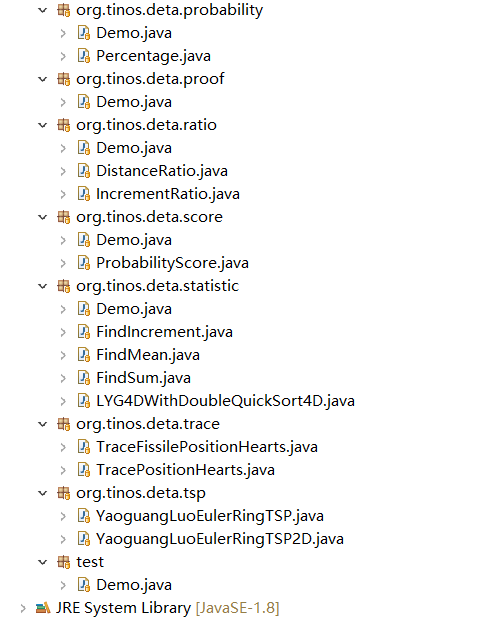 org.tinos.deta.probability
Demo.java
Percentage.java
org.tinos.deta.proof
Demo.java
org.tinos.deta.ratio
Demo.java
DistanceRatio.java
IncrementRatio.java
org.tinos.deta.score
Demo.java
ProbabilityScore.java
org.tinos.deta.statistic
Demo.java
FindIncrement.java
FindMean.java
FindSum.java
LYG4DWithDoubleQuickSort4D.java
org.tinos.deta.trace
TraceFissilePositionHearts.java
TracePositionHearts.java
org.tinos.deta.tsp
YaoguangLuoEulerRingTSP.java
YaoguangLuoEulerRingTSP2D.java
test
Demo.java
JRE System Library [JavaSE-1.8]